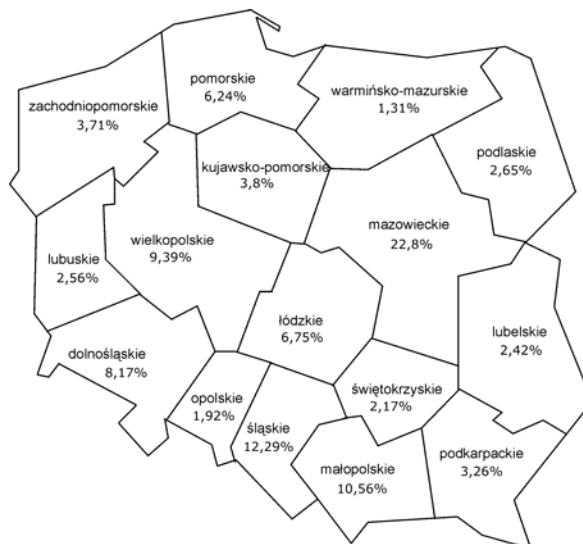 pomorskie
6,24%
warmińsko-mazurskie
1,31%
zachodniopomorskie
3,71%
podlaskie
2,65%
kujawsko-pomorskie
3,8%
mazowieckie
22,8%
wielkopolskie
9,39%
lubuskie
2,56%
łódzkie
6,75%
lubelskie
2,42%
dolnośląskie
8,17%
opolskie
1,92%
świętokrzyskie
2,17%
śląskie
12,29%
małopolskie
10,56%
podkarpackie
3,26%